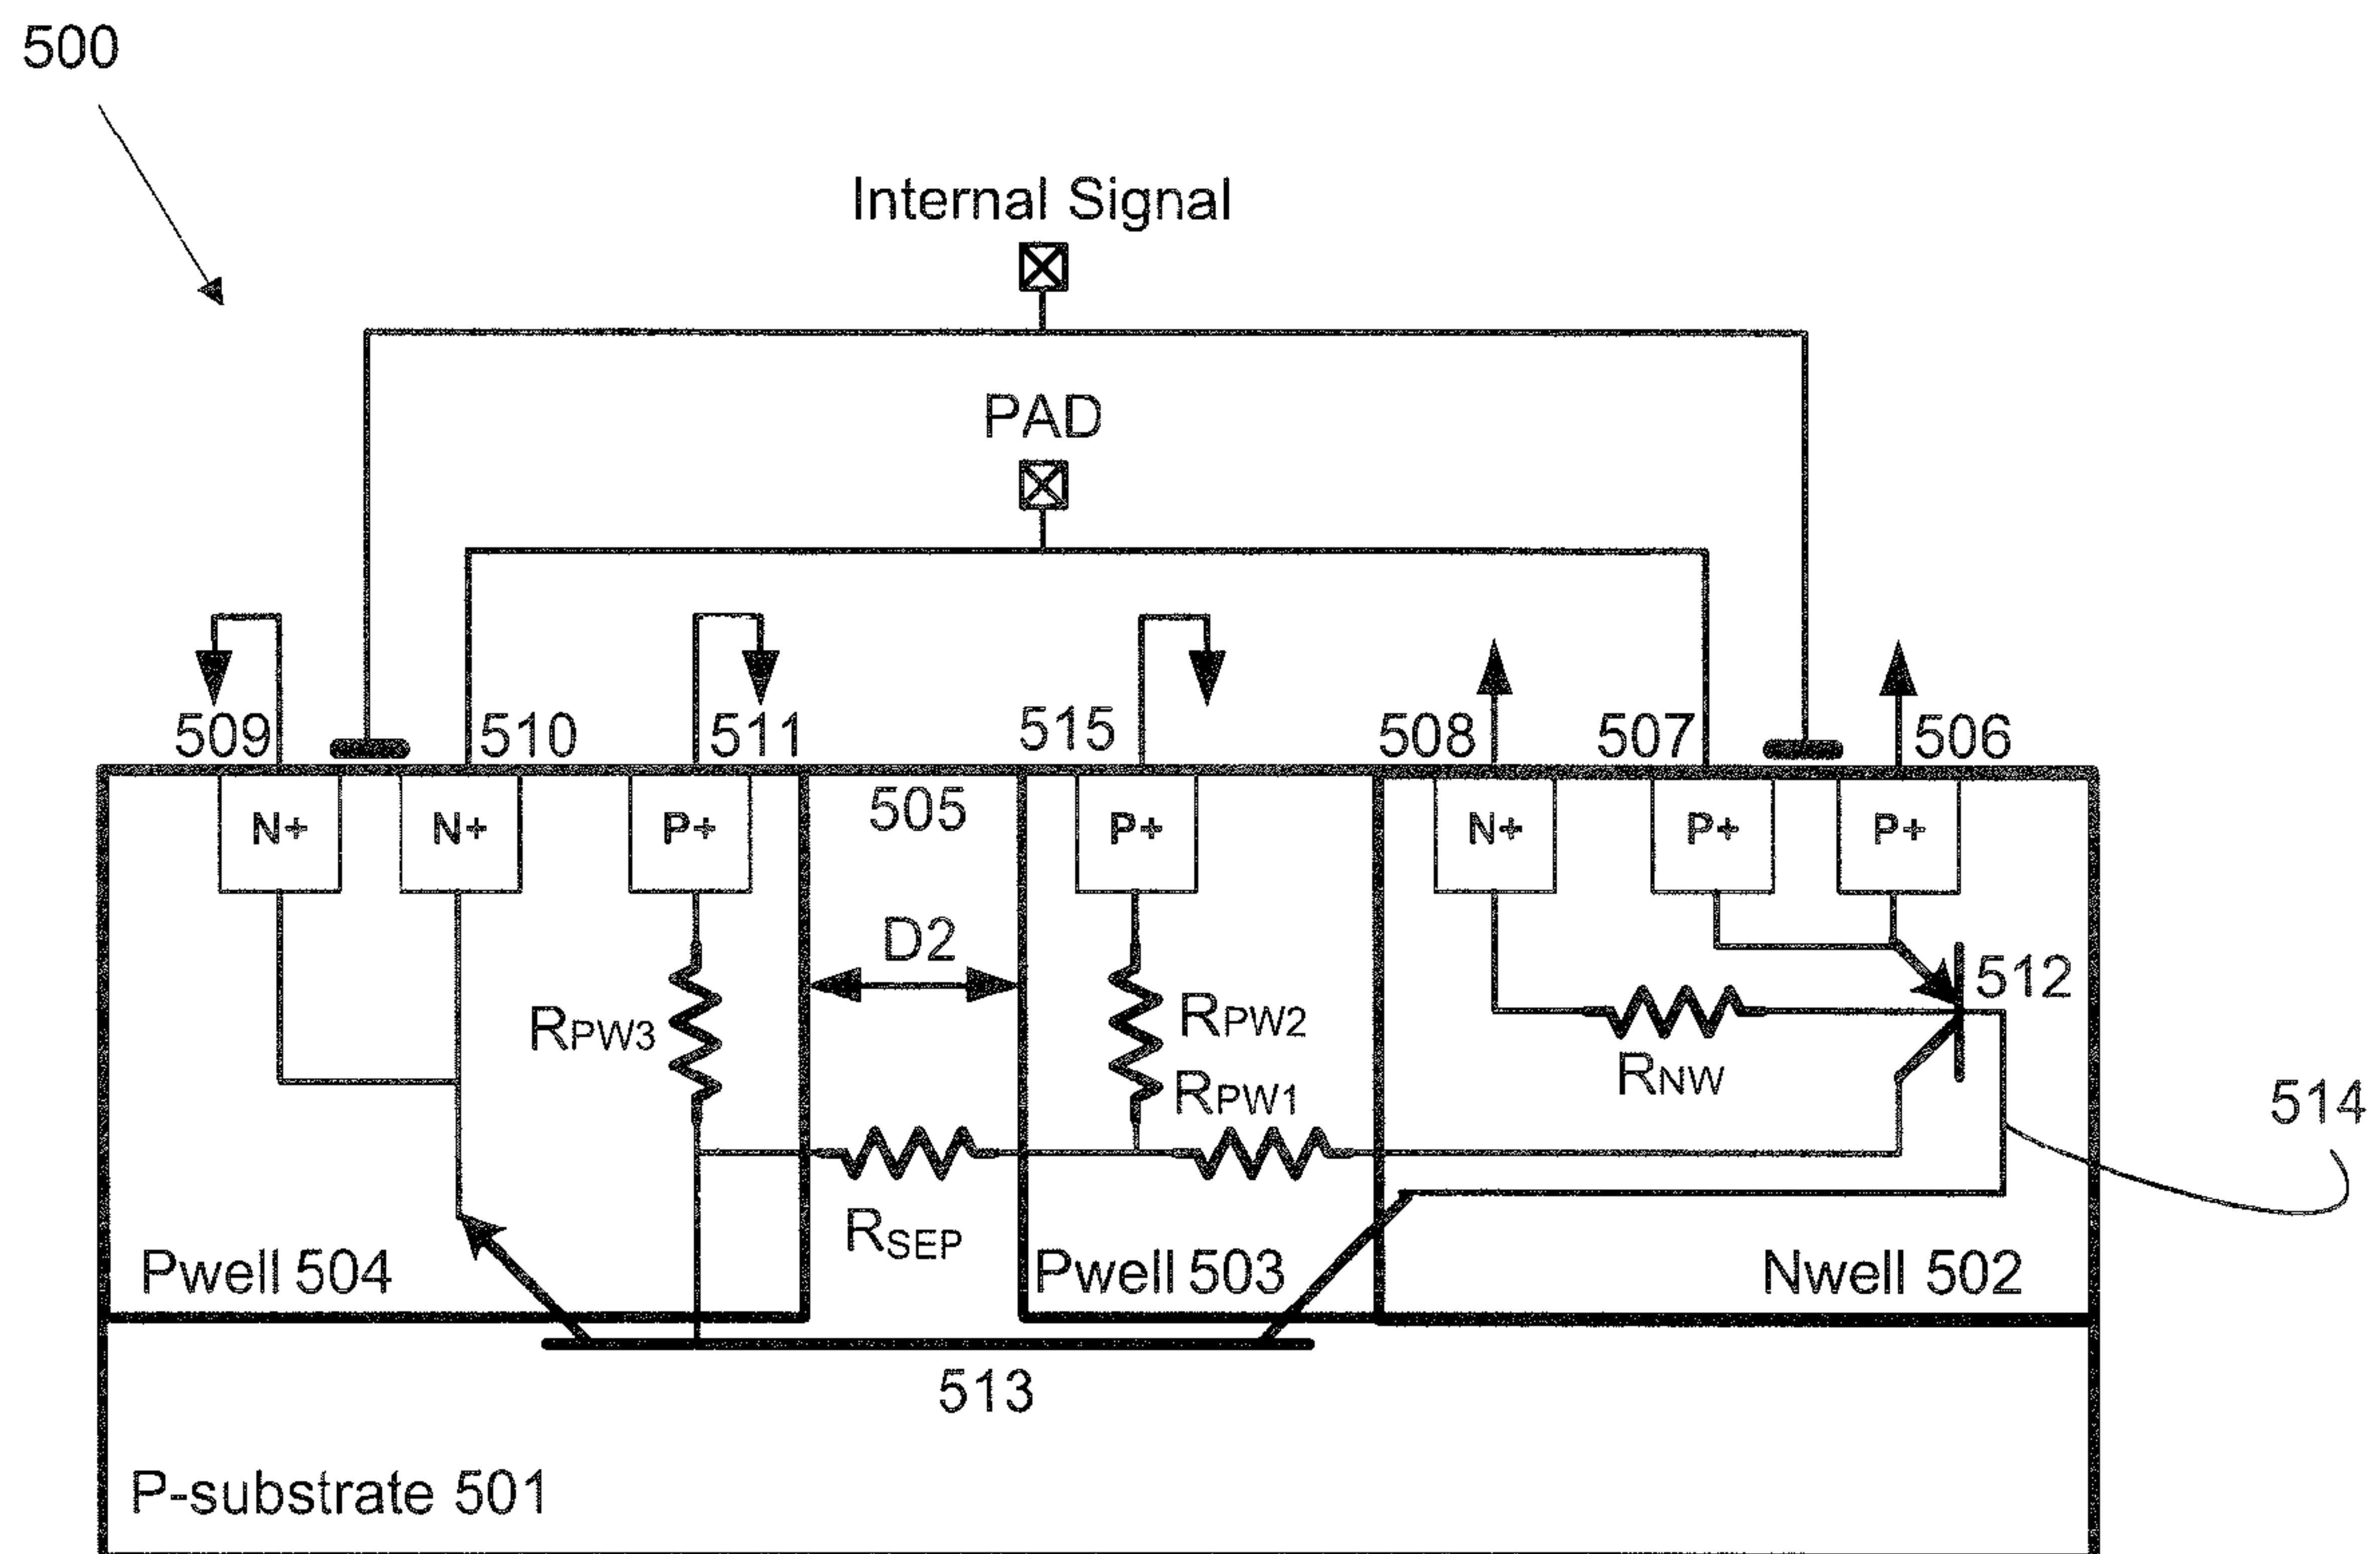 500
Internal Signal
PAD
509 510 511 515 508 507 506
N+ N+ P+ 505 P+ N+ P+ P+
D2
512
RPW3 RPW2
RPW1 RNW
514
RSEP
Pwell 504 Pwell 503 Nwell 502
513
P-substrate 501